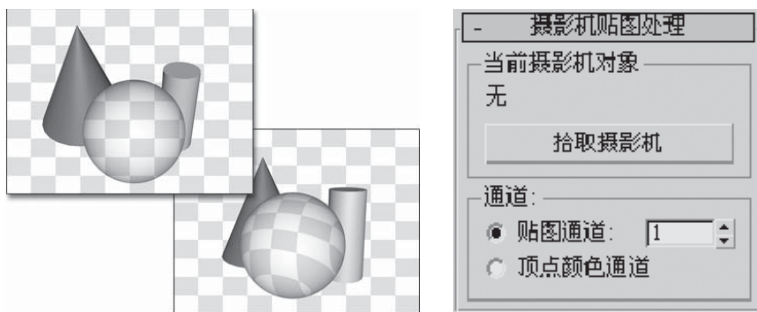 - 摄影机贴图处理
当前摄影机对象
无
拾取摄影机
通道:
贴图通道: 1
顶点颜色通道